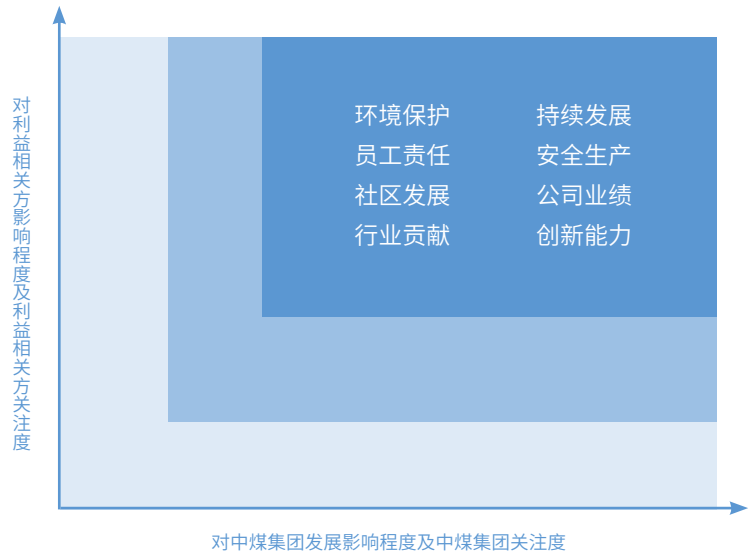 对利益相关方影响程度及利益相关方关注度
环境保护
持续发展
员工责任
安全生产
社区发展
公司业绩
行业贡献
创新能力
对中煤集团发展影响程度及中煤集团关注度